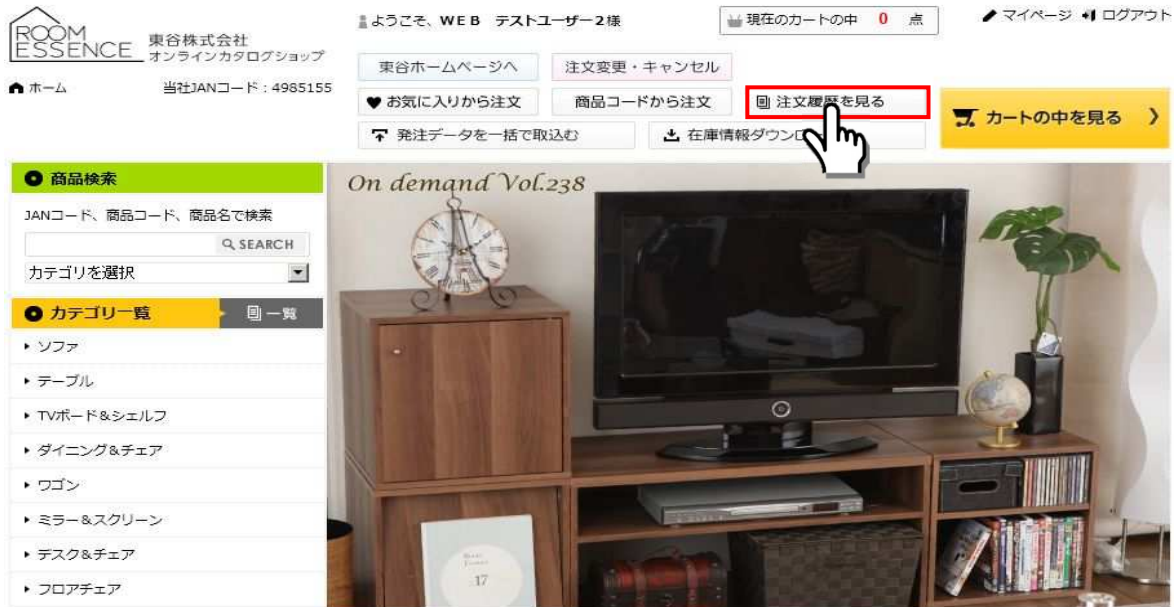 ROOM
ESSENCE
東谷株式会社
オンラインカタログショップ
ようこそ、WEB テストユーザー2様
現在のカートの中 0 点
マイページ
ログアウト
ホーム
当社JANコード:4985155
東谷ホームページへ
注文変更・キャンセル
お気に入りから注文
商品コードから注文
注文履歴を見る
カートの中を見る
発注データを一括で取込む
在庫情報ダウンロ
商品検索
JANコード、商品コード、商品名で検索
SEARCH
カテゴリを選択
カテゴリ一覧
一覧
ソファ
テーブル
TVボード&シェルフ
ダイニング&チェア
ワゴン
ミラー&スクリーン
デスク&チェア
フロアチェア
On demand Vol.238
17